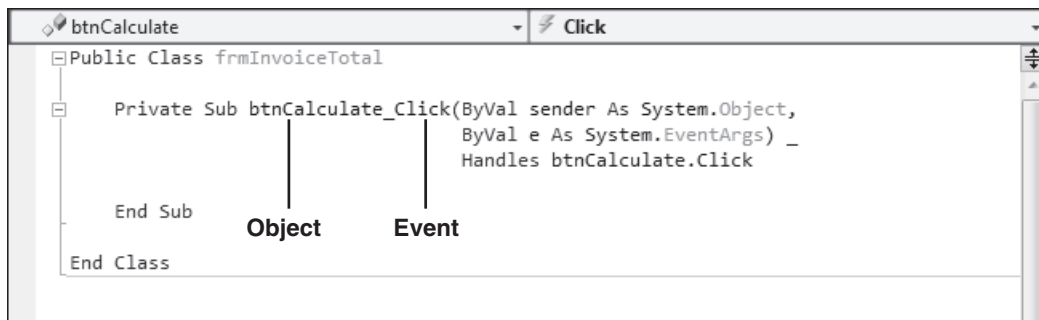 btnCalculate Click
Public Class frmInvoiceTotal
Private Sub btnCalculate_Click(ByVal sender As System.Object,
ByVal e As System.EventArgs) _
Handles btnCalculate.Click
End Sub
Object Event
End Class